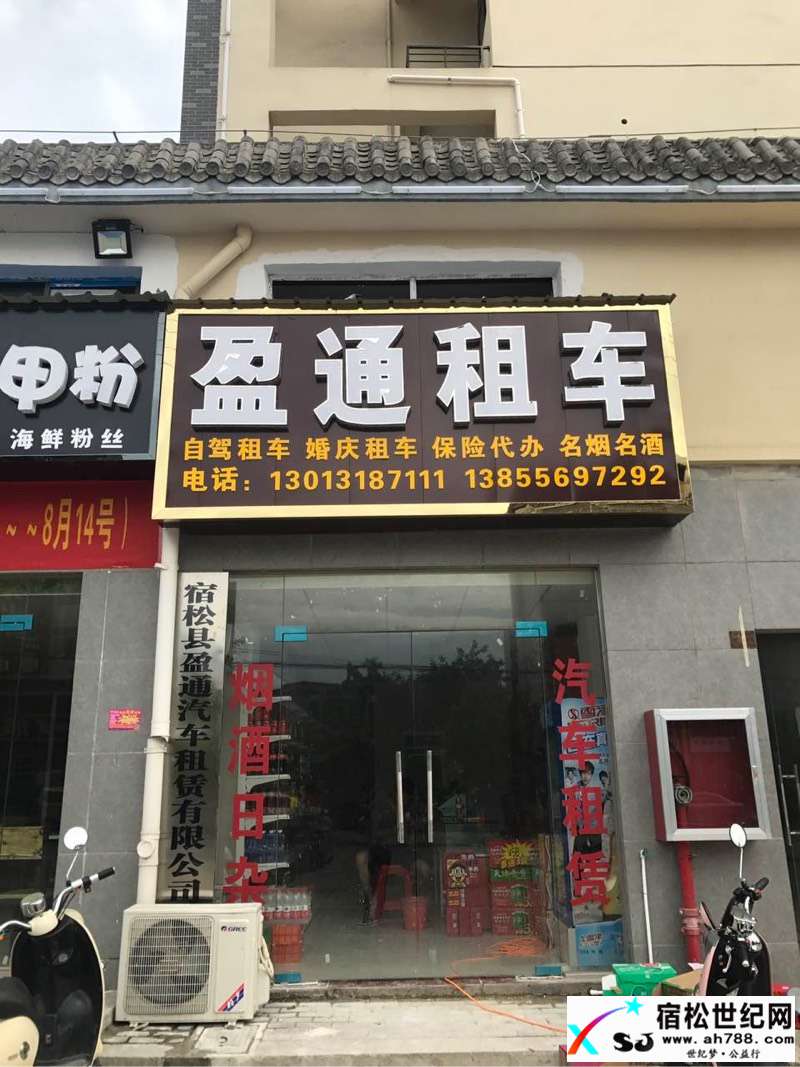 盈通租车
自驾租车 婚庆租车 保险代办 名烟名酒
电话：13013187111 13855697292
甲粉
海鲜粉丝
~~8月14号）
宿松县盈通汽车租赁有限公司
烟酒日杂
汽车租赁
GREE
宿松世纪网
SJ
www.ah788.com
世纪梦·公益行